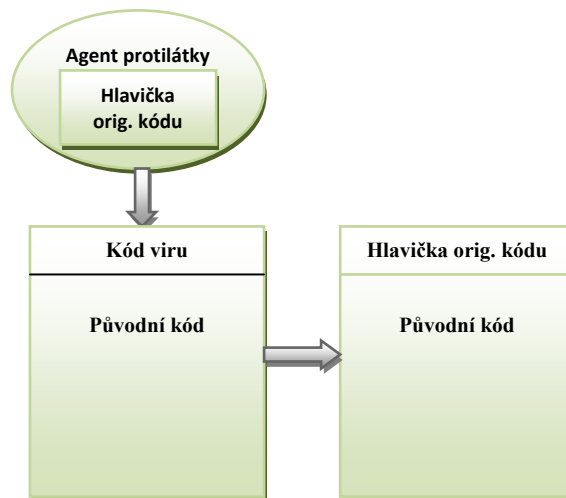 Agent protilátky
Hlavička
orig. kódu
Kód viru
Hlavička orig. kódu
Původní kód
Původní kód